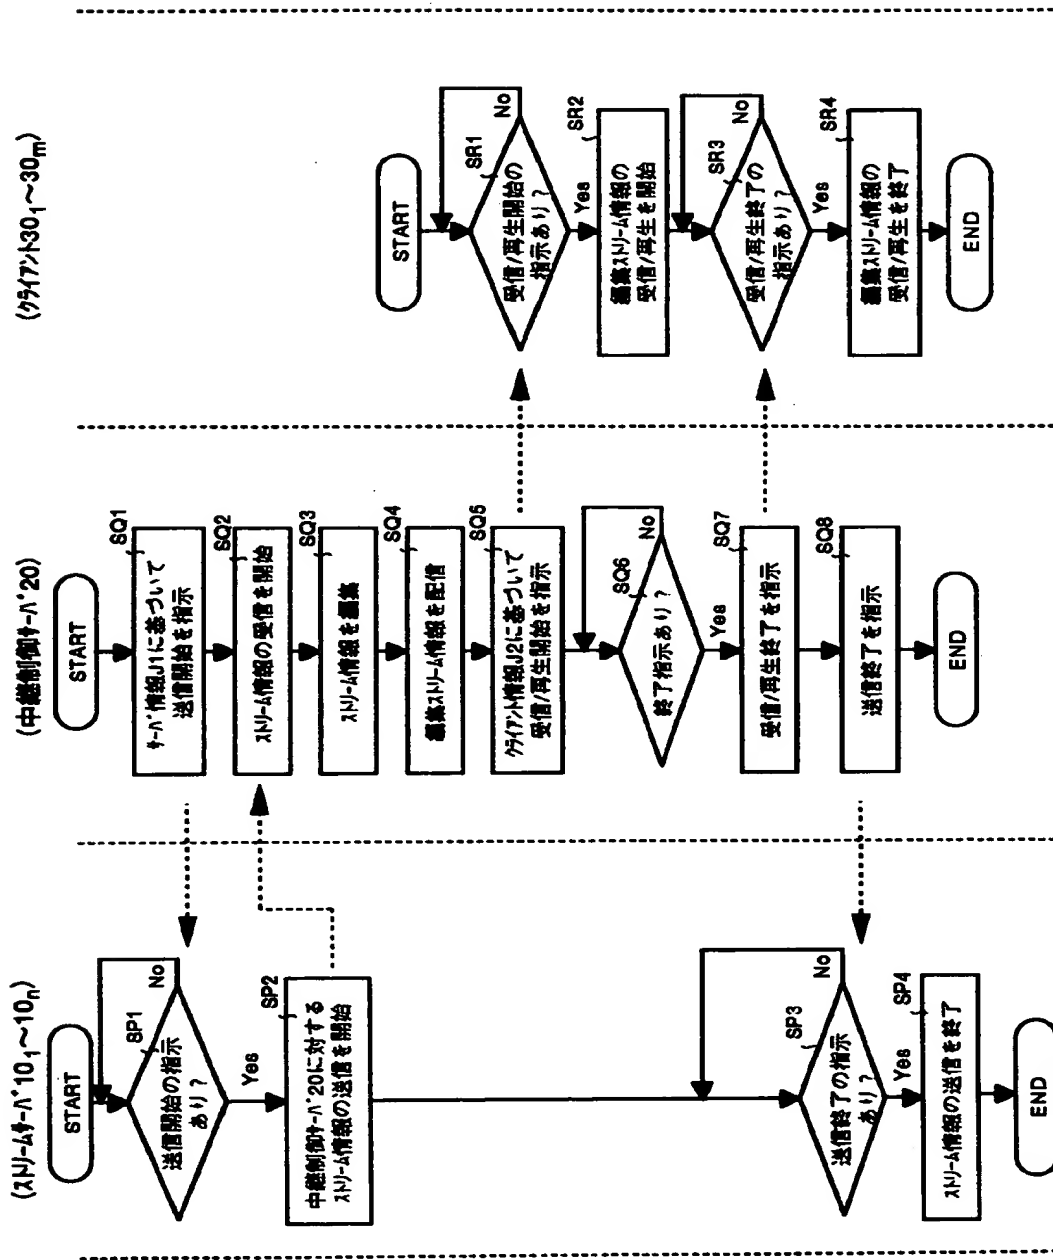 (ストリームサーバ10₁～10ₙ)
START
SP1
送信開始の指示
あり?
No
Yes
SP2
中継制御サーバ20に対する
ストリーム情報の送信を開始
SP3
送信終了の指示
あり?
No
Yes
SP4
ストリーム情報の送信を終了
END
(中継制御サーバ20)
START
SQ1
サーバ情報J1に基づいて
送信開始を指示
SQ2
ストリーム情報の受信を開始
SQ3
ストリーム情報を編集
SQ4
編集ストリーム情報を配信
SQ5
クライアント情報J2に基づいて
受信/再生開始を指示
SQ6
終了指示あり?
No
Yes
SQ7
受信/再生終了を指示
SQ8
送信終了を指示
END
(クライアント30₁～30ₘ)
START
SR1
受信/再生開始の
指示あり?
No
Yes
SR2
編集ストリーム情報の
受信/再生を開始
SR3
受信/再生終了の
指示あり?
No
Yes
SR4
編集ストリーム情報の
受信/再生を終了
END